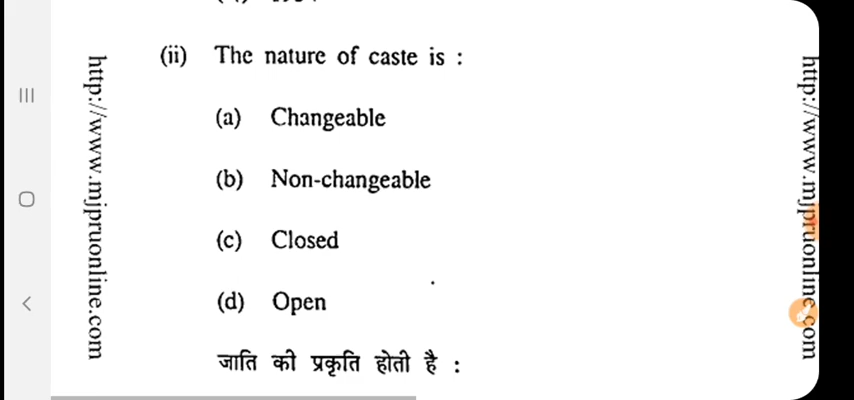 (ii) The nature of caste is :
(a) Changeable
(b) Non-changeable
(c) Closed
(d) Open
जाति की प्रकृति होती है :
http://www.mjpruonline.com
http://www.mjpruonline.com